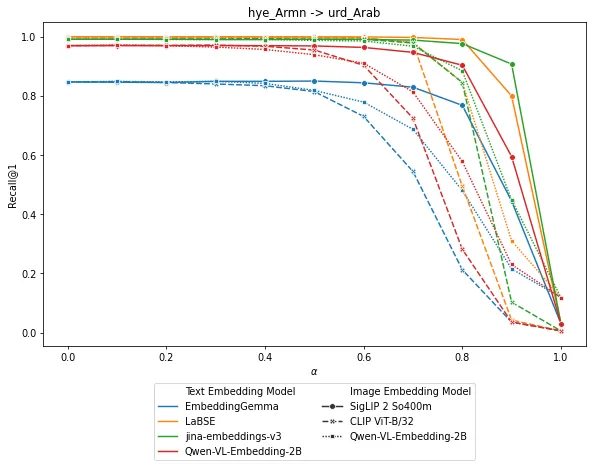 hye_Armn -> urd_Arab
Recall@1
1.0
0.8
0.6
0.4
0.2
0.0
0.0 0.2 0.4 0.6 0.8 1.0
α
Text Embedding Model
EmbeddingGemma
LaBSE
jina-embeddings-v3
Qwen-VL-Embedding-2B
Image Embedding Model
SigLIP 2 So400m
CLIP ViT-B/32
Qwen-VL-Embedding-2B